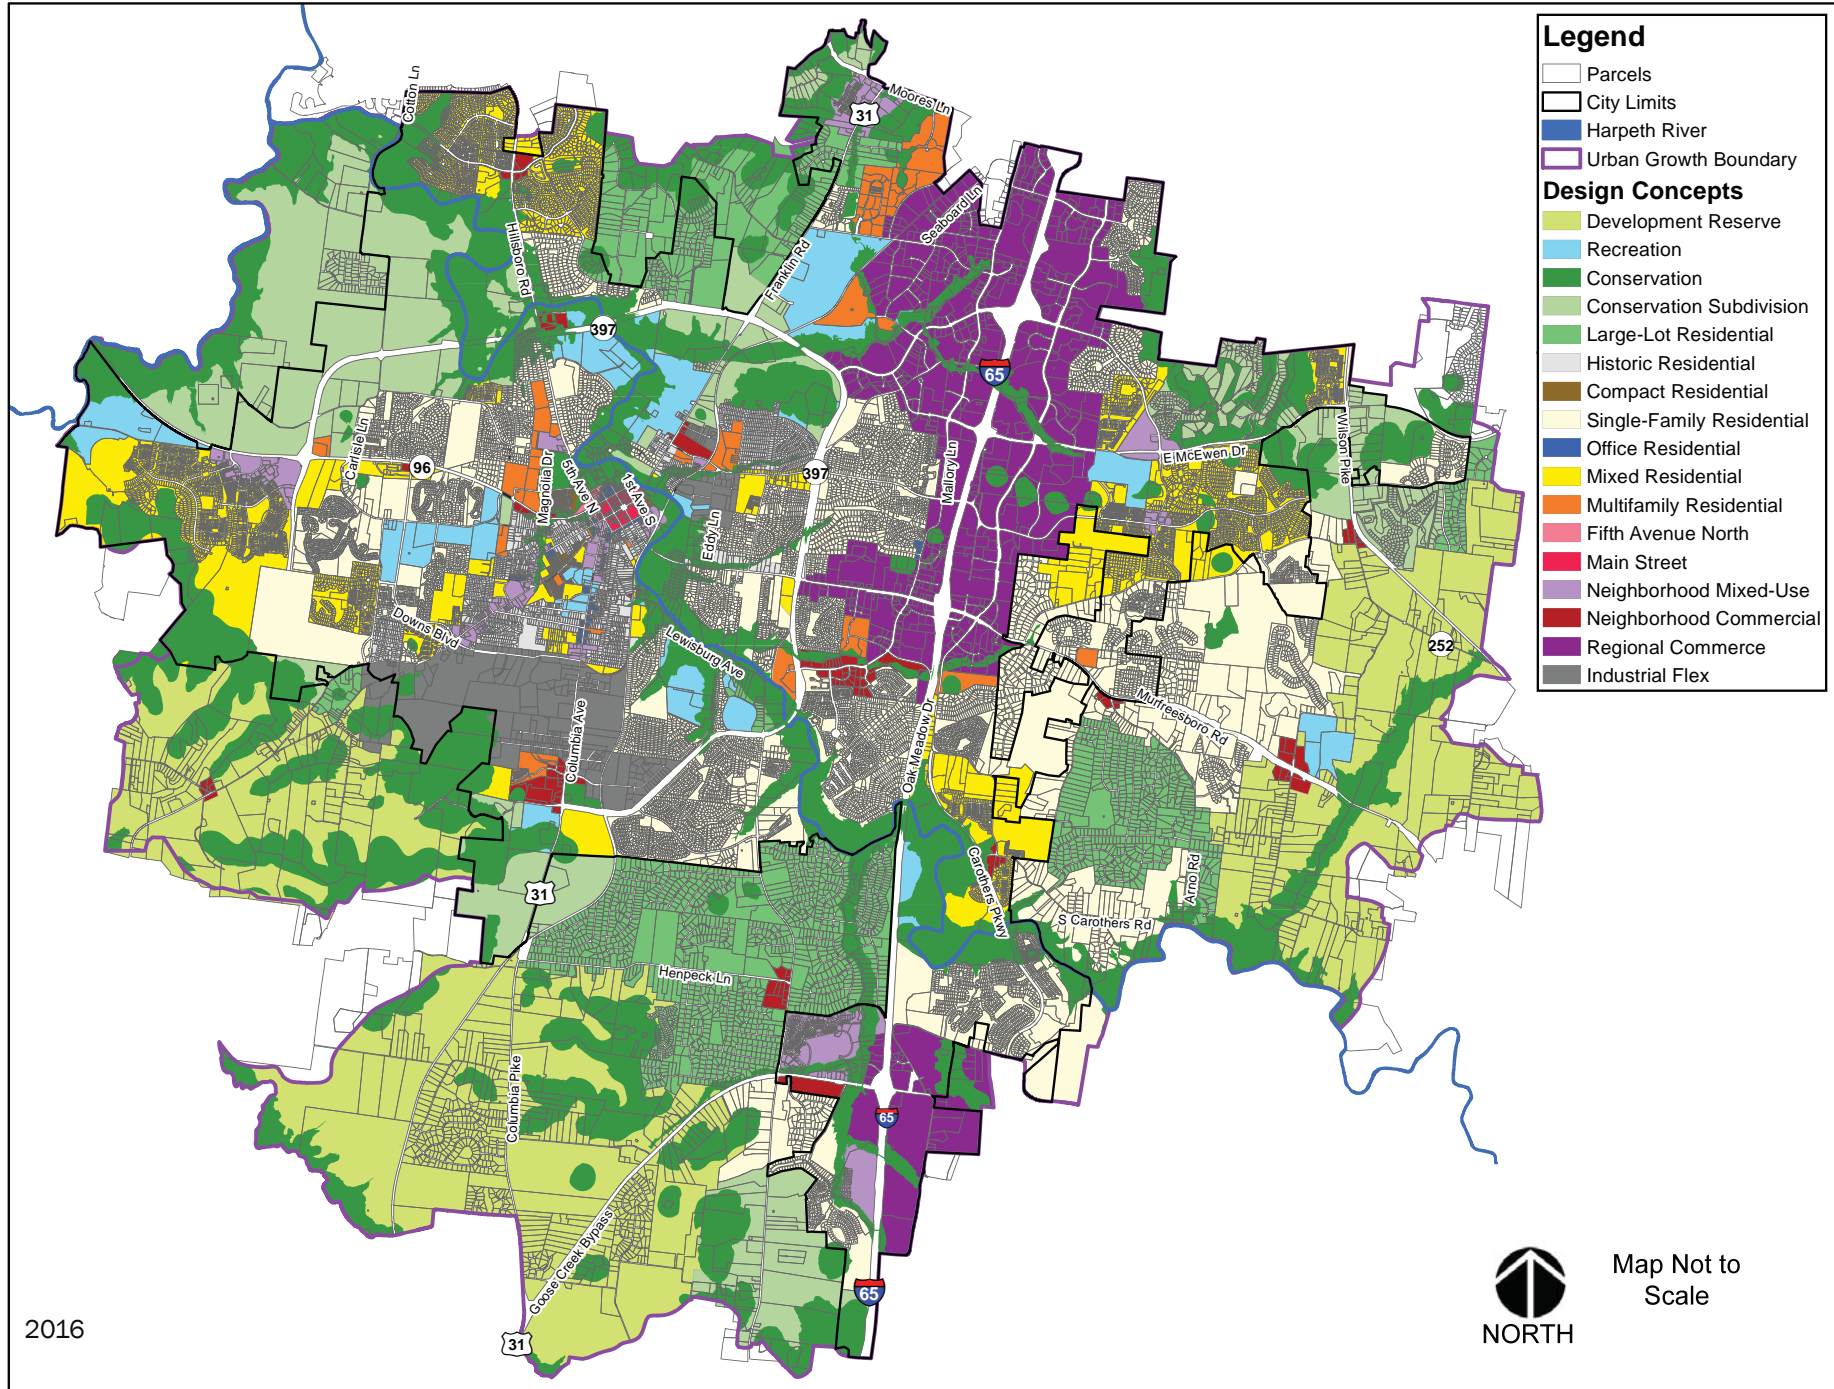 Legend
Parcels
City Limits
Harpeth River
Urban Growth Boundary
Design Concepts
Development Reserve
Recreation
Conservation
Conservation Subdivision
Large-Lot Residential
Historic Residential
Compact Residential
Single-Family Residential
Office Residential
Mixed Residential
Multifamily Residential
Fifth Avenue North
Main Street
Neighborhood Mixed-Use
Neighborhood Commercial
Regional Commerce
Industrial Flex
Cotton Ln
Moores Ln
31
Seaboard Ln
Hillsboro Rd
Franklin Rd
397
65
Carlisle Ln
96
Magnolia Dr
5th Ave N
1st Ave S
Eddy Ln
397
Mallory Ln
E McEwen Dr
Wilson Pike
Downs Blvd
Lewisburg Ave
252
Columbia Ave
Oak Meadow Dr
Murfreesboro Rd
31
Carothers Pkwy
Arno Rd
S Carothers Rd
Henpeck Ln
Columbia Pike
65
Goose Creek Bypass
65
31
2016
NORTH
Map Not to
Scale